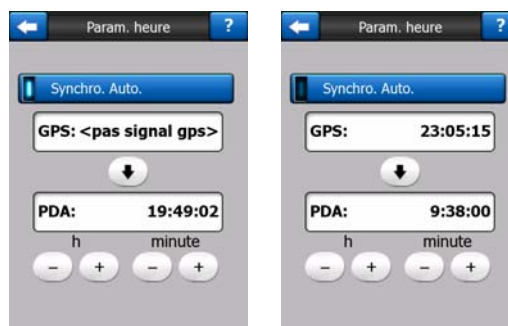 Param. heure ?
Synchro. Auto.
GPS: <pas signal gps>
PDA: 19:49:02
h minute
- + - +
Param. heure ?
Synchro. Auto.
GPS: 23:05:15
PDA: 9:38:00
h minute
- + - +